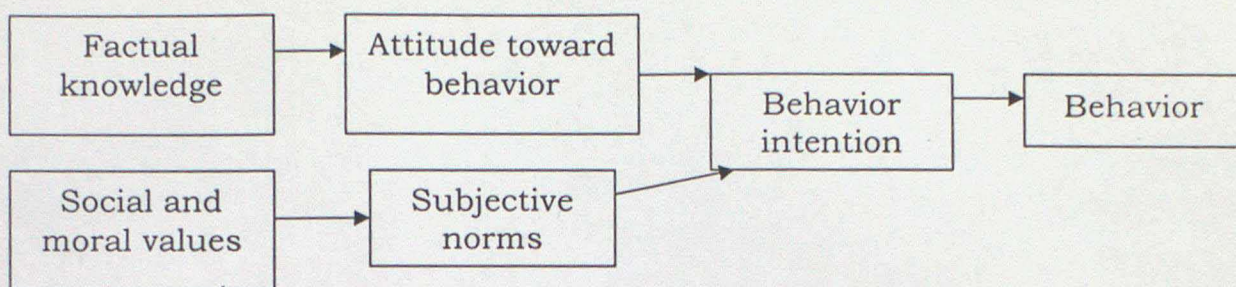 Factual
knowledge
Attitude toward
behavior
Behavior
intention
Behavior
Social and
moral values
Subjective
norms